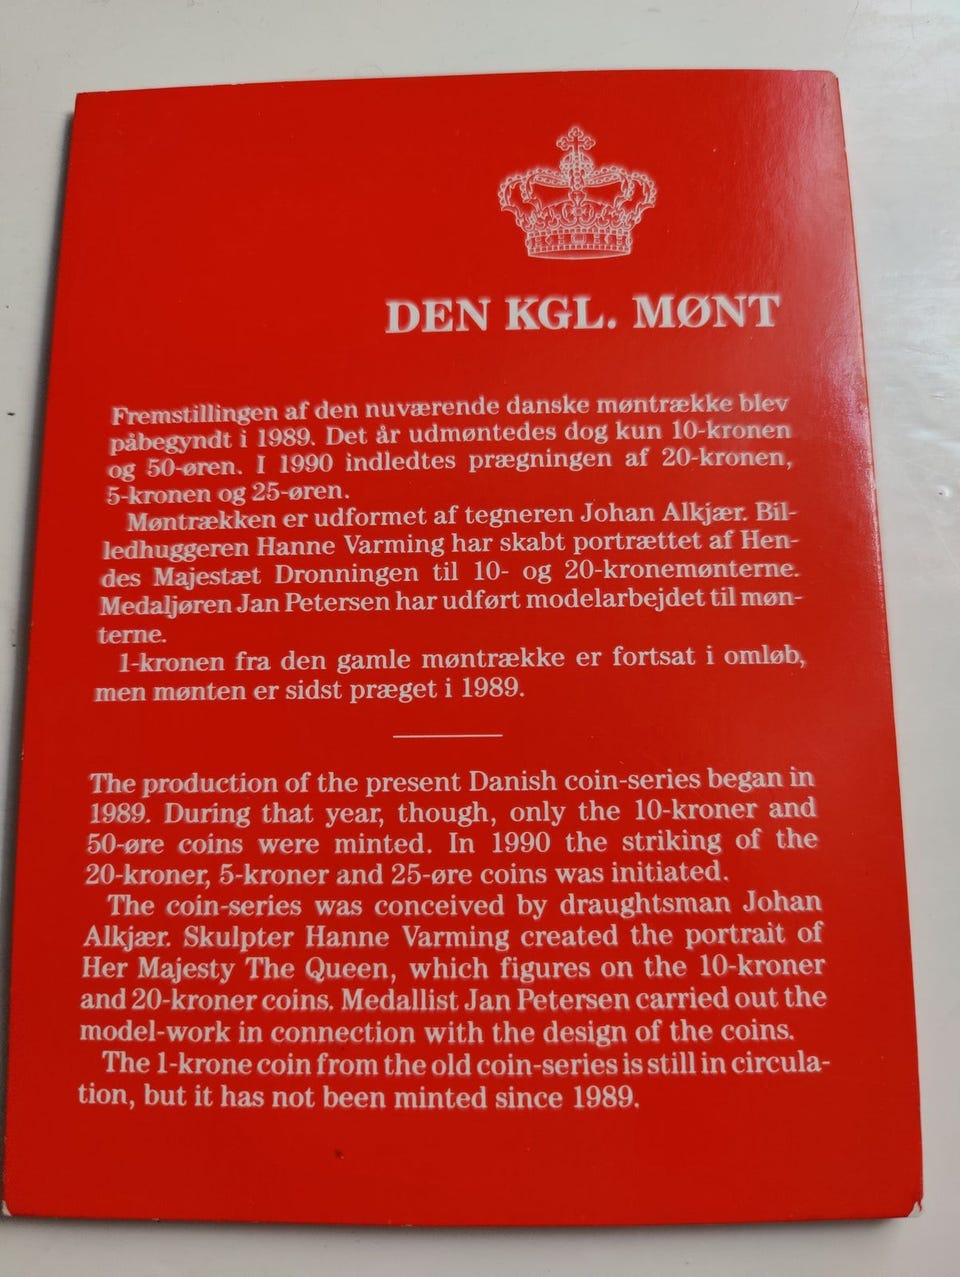 DEN KGL. MØNT
Fremstillingen af den nuværende danske møntrække blev
påbegyndt i 1989. Det år udmøntedes dog kun 10-kronen
og 50-øren. I 1990 indledtes prægningen af 20-kronen,
5-kronen og 25-øren.
Møntrækken er udformet af tegneren Johan Alkjær. Bil-
ledhuggeren Hanne Varming har skabt portrættet af Hen-
des Majestæt Dronningen til 10- og 20-kronemønterne.
Medaljøren Jan Petersen har udført modelarbejdet til møn-
terne.
1-kronen fra den gamle møntrække er fortsat i omløb,
men mønten er sidst præget i 1989.
The production of the present Danish coin-series began in
1989. During that year, though, only the 10-kroner and
50-øre coins were minted. In 1990 the striking of the
20-kroner, 5-kroner and 25-øre coins was initiated.
The coin-series was conceived by draughtsman Johan
Alkjær. Skulpter Hanne Varming created the portrait of
Her Majesty The Queen, which figures on the 10-kroner
and 20-kroner coins. Medallist Jan Petersen carried out the
model-work in connection with the design of the coins.
The 1-krone coin from the old coin-series is still in circula-
tion, but it has not been minted since 1989.